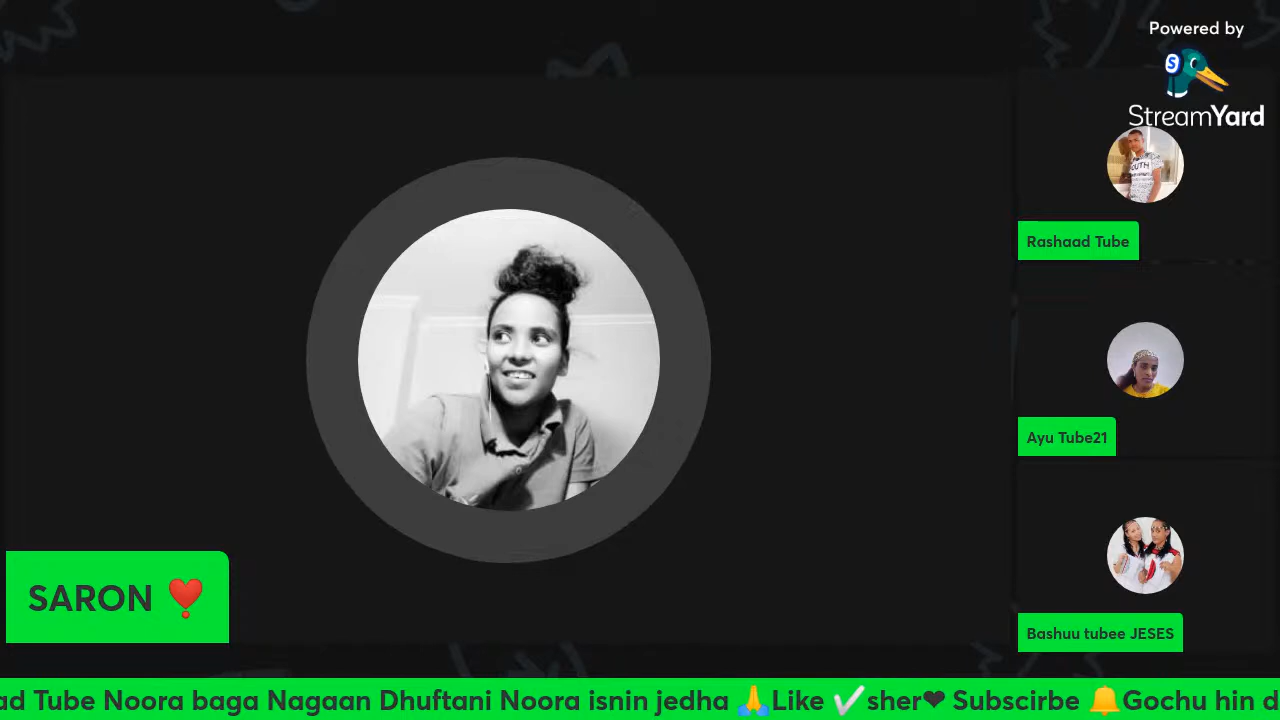 Powered by
StreamYard
Rashaad Tube
Ayu Tube21
Bashuu tubee JESES
SARON ❣️
ad Tube Noora baga Nagaan Dhuftani Noora isnin jedha 🙏Like ✔️sher❤ Subscirbe 🔔Gochu hin d